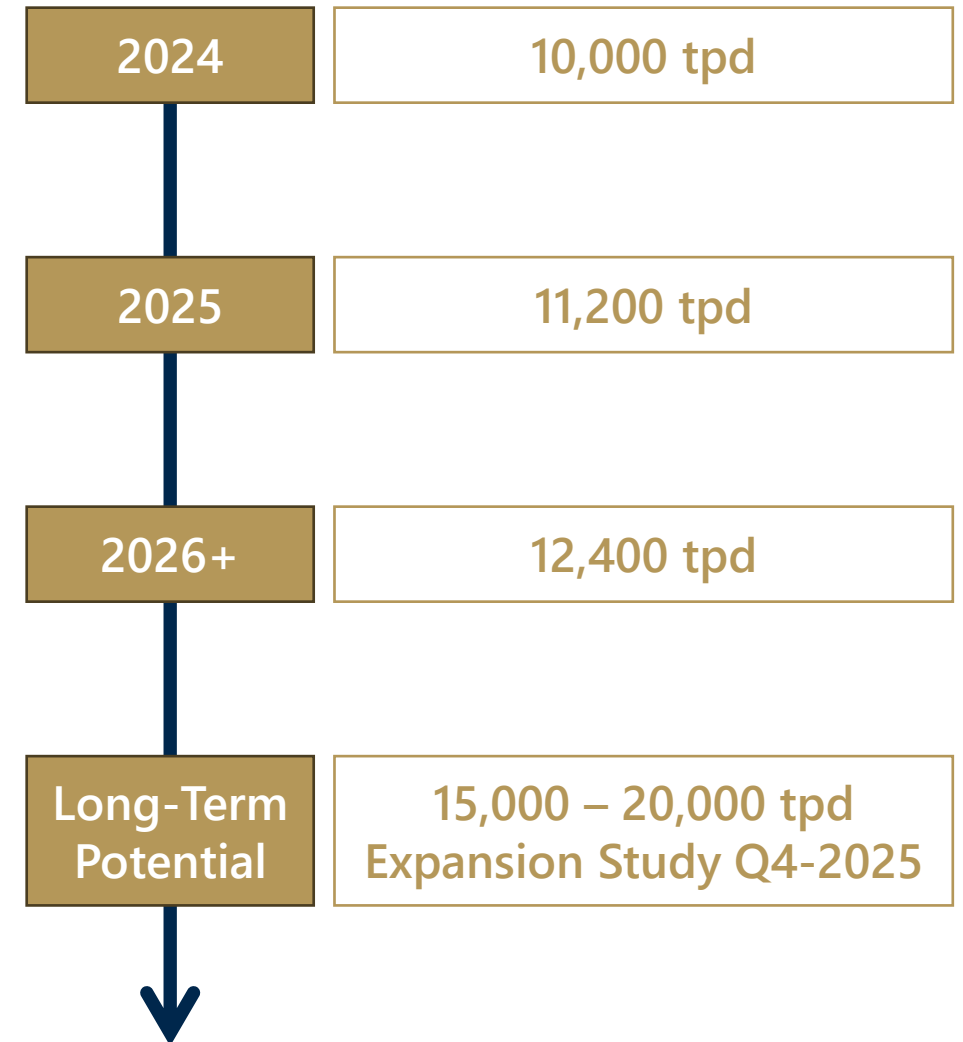 2024
10,000 tpd
2025
11,200 tpd
2026+
12,400 tpd
Long-Term
Potential
15,000 – 20,000 tpd
Expansion Study Q4-2025